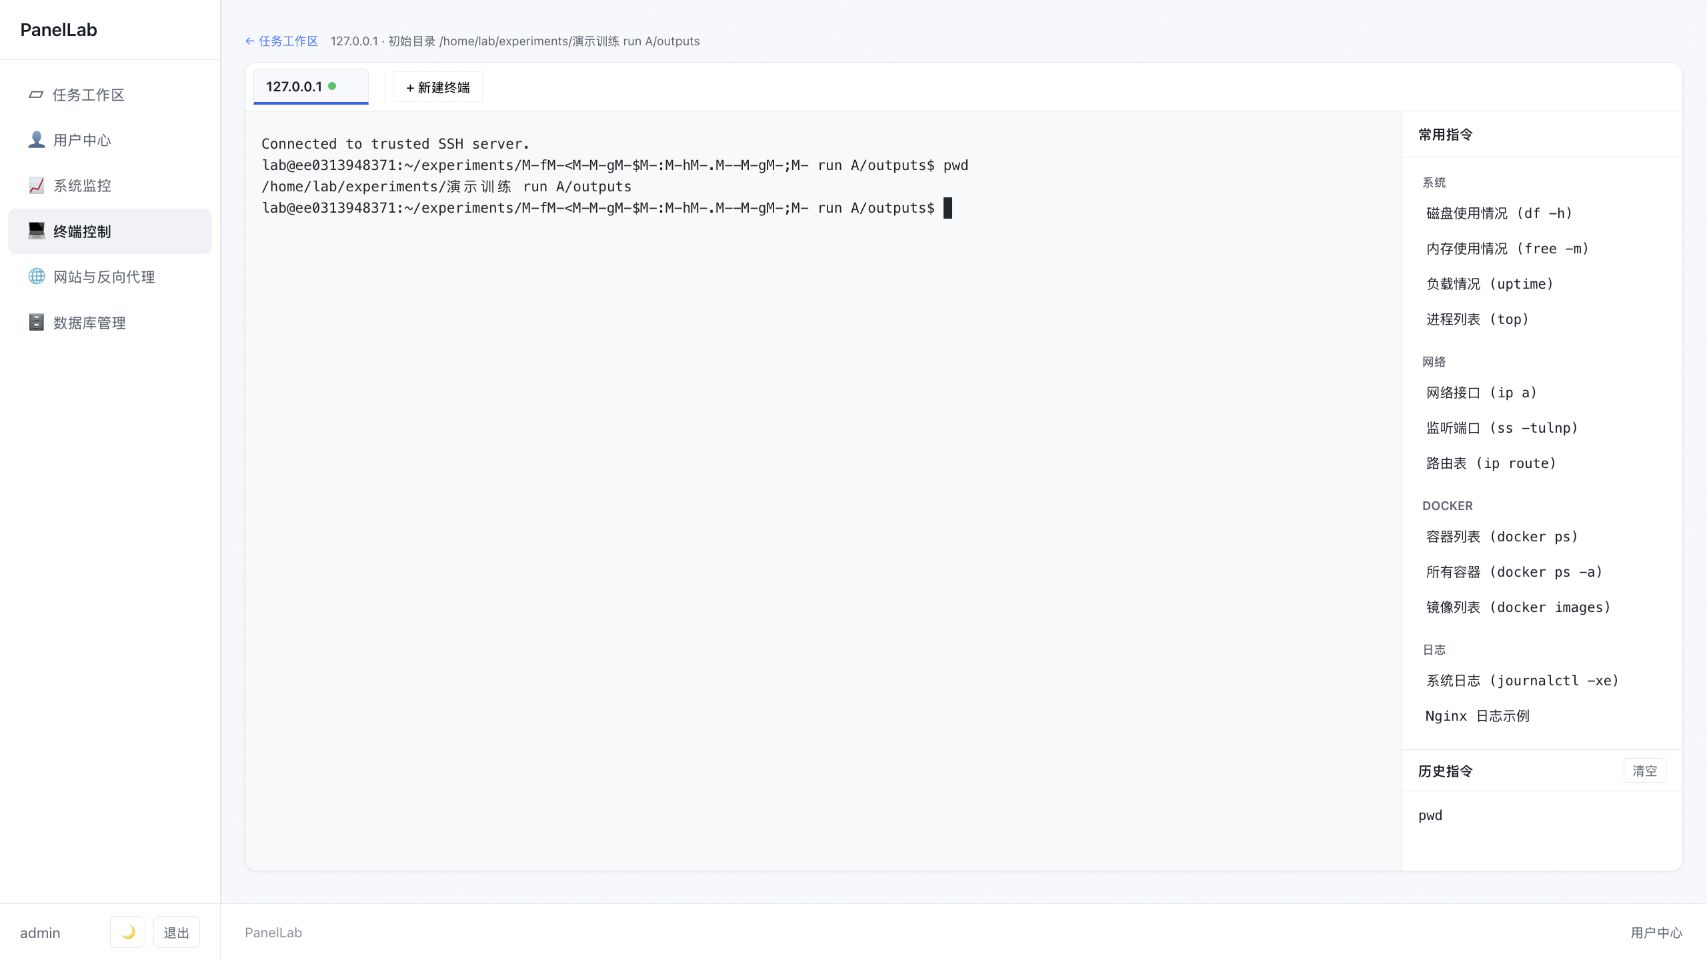 PanelLab
任务工作区
用户中心
系统监控
终端控制
网站与反向代理
数据库管理
admin
退出
← 任务工作区 127.0.0.1 · 初始目录 /home/lab/experiments/演示训练 run A/outputs
127.0.0.1
+ 新建终端
Connected to trusted SSH server.
lab@ee0313948371:~/experiments/M-fM-<M-M-gM-$M-:M-hM-.M--M-gM-;M- run A/outputs$ pwd
/home/lab/experiments/演示训练 run A/outputs
lab@ee0313948371:~/experiments/M-fM-<M-M-gM-$M-:M-hM-.M--M-gM-;M- run A/outputs$
常用指令
系统
磁盘使用情况 (df -h)
内存使用情况 (free -m)
负载情况 (uptime)
进程列表 (top)
网络
网络接口 (ip a)
监听端口 (ss -tulnp)
路由表 (ip route)
DOCKER
容器列表 (docker ps)
所有容器 (docker ps -a)
镜像列表 (docker images)
日志
系统日志 (journalctl -xe)
Nginx 日志示例
历史指令
清空
pwd
PanelLab
用户中心